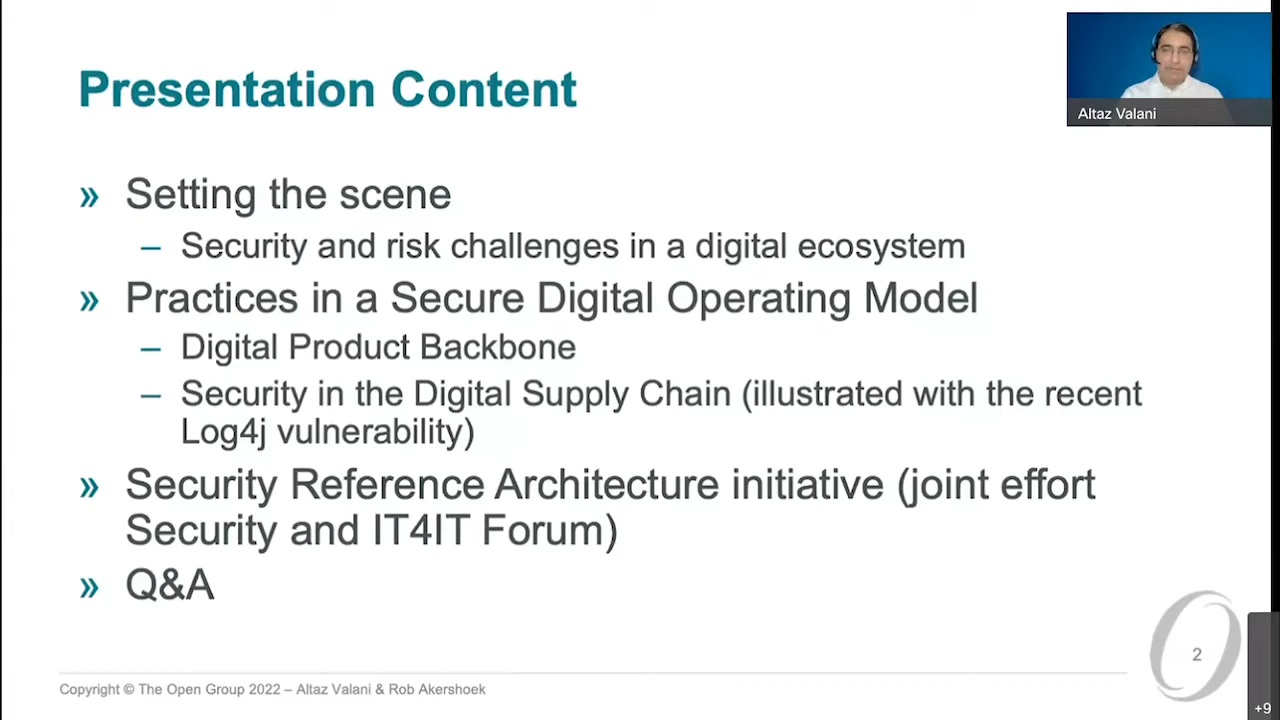 Presentation Content
Altaz Valani
» Setting the scene
– Security and risk challenges in a digital ecosystem
» Practices in a Secure Digital Operating Model
– Digital Product Backbone
– Security in the Digital Supply Chain (illustrated with the recent
Log4j vulnerability)
» Security Reference Architecture initiative (joint effort
Security and IT4IT Forum)
» Q&A
2
Copyright © The Open Group 2022 – Altaz Valani & Rob Akershoek
+9